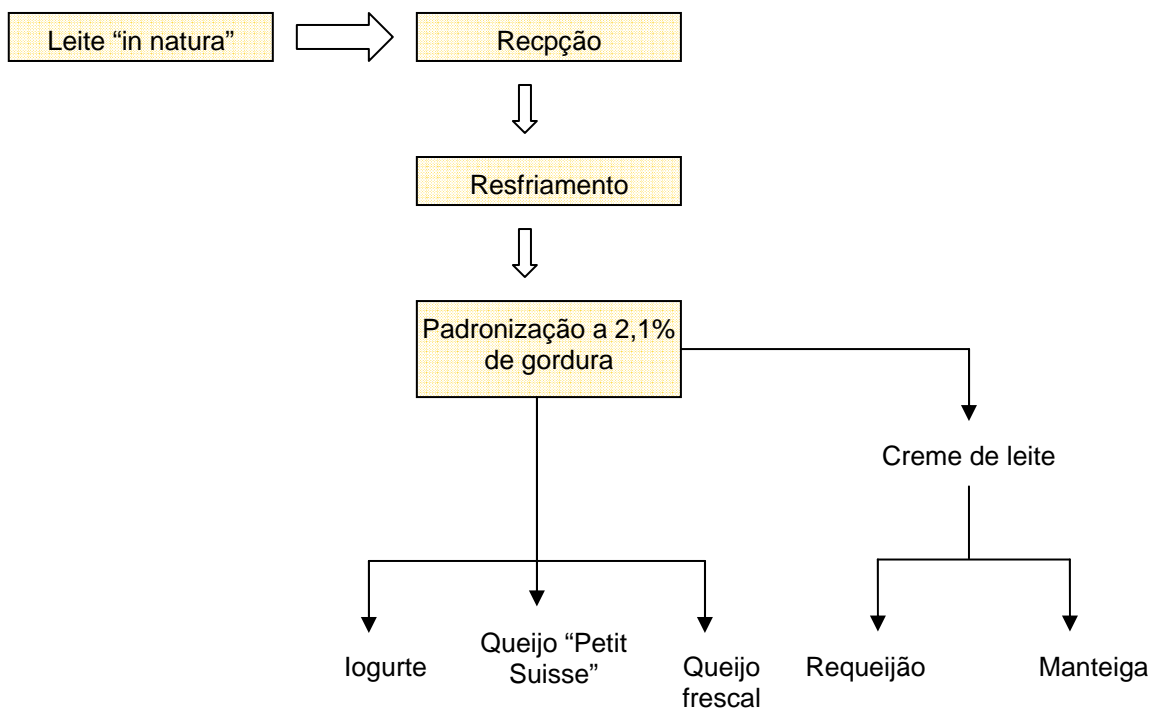 Leite “in natura”
Recpção
Resfriamento
Padronização a 2,1%
de gordura
Creme de leite
Iogurte
Queijo “Petit
Suisse”
Queijo
frescal
Requeijão
Manteiga